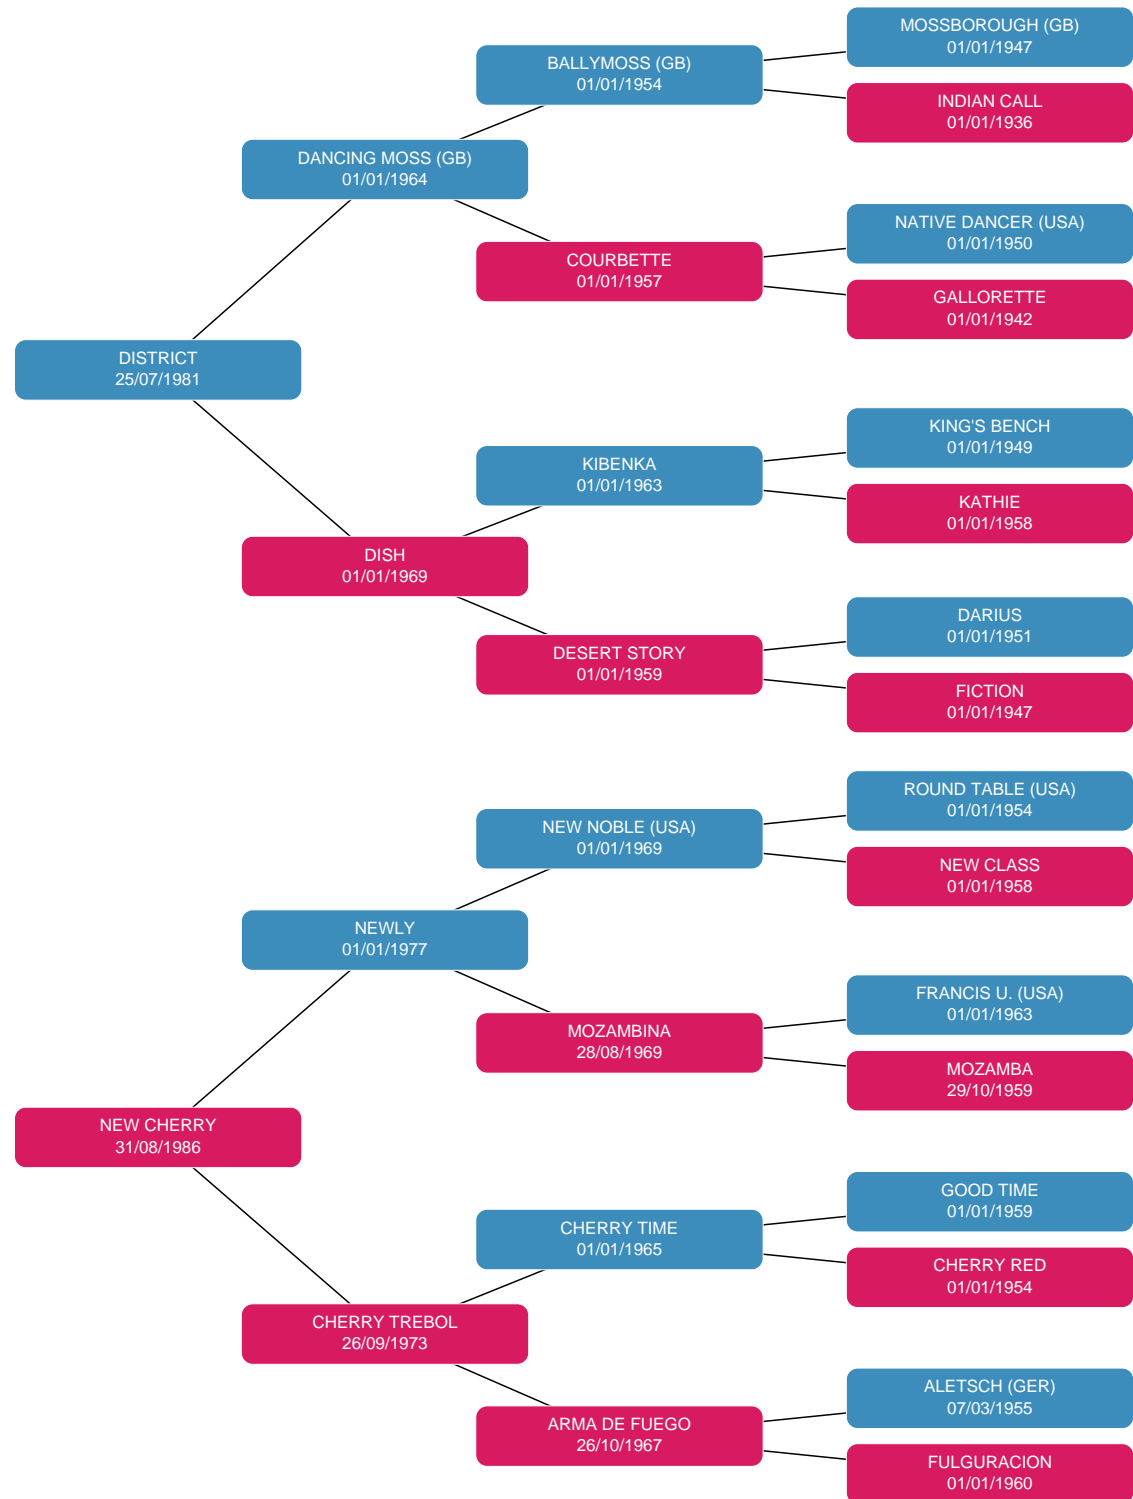 MOSSBOROUGH (GB)
01/01/1947
BALLYMOSS (GB)
01/01/1954
INDIAN CALL
01/01/1936
DANCING MOSS (GB)
01/01/1964
NATIVE DANCER (USA)
01/01/1950
COURBETTE
01/01/1957
GALLORETTE
01/01/1942
DISTRICT
25/07/1981
KING'S BENCH
01/01/1949
KIBENKA
01/01/1963
KATHIE
01/01/1958
DISH
01/01/1969
DARIUS
01/01/1951
DESERT STORY
01/01/1959
FICTION
01/01/1947
ROUND TABLE (USA)
01/01/1954
NEW NOBLE (USA)
01/01/1969
NEW CLASS
01/01/1958
NEWLY
01/01/1977
FRANCIS U. (USA)
01/01/1963
MOZAMBINA
28/08/1969
MOZAMBA
29/10/1959
NEW CHERRY
31/08/1986
GOOD TIME
01/01/1959
CHERRY TIME
01/01/1965
CHERRY RED
01/01/1954
CHERRY TREBOL
26/09/1973
ALETSCH (GER)
07/03/1955
ARMA DE FUEGO
26/10/1967
FULGURACION
01/01/1960